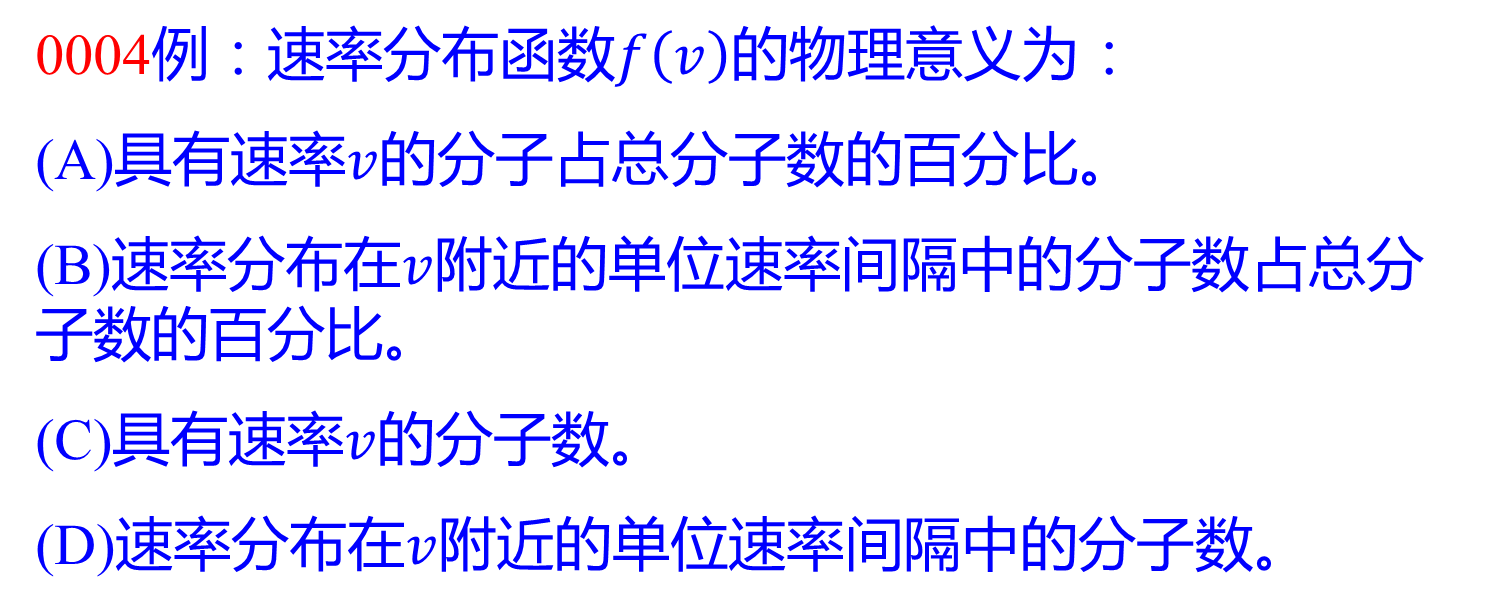 0004例：速率分布函数f(v)的物理意义为：
(A)具有速率v的分子占总分子数的百分比。
(B)速率分布在v附近的单位速率间隔中的分子数占总分
子数的百分比。
(C)具有速率v的分子数。
(D)速率分布在v附近的单位速率间隔中的分子数。